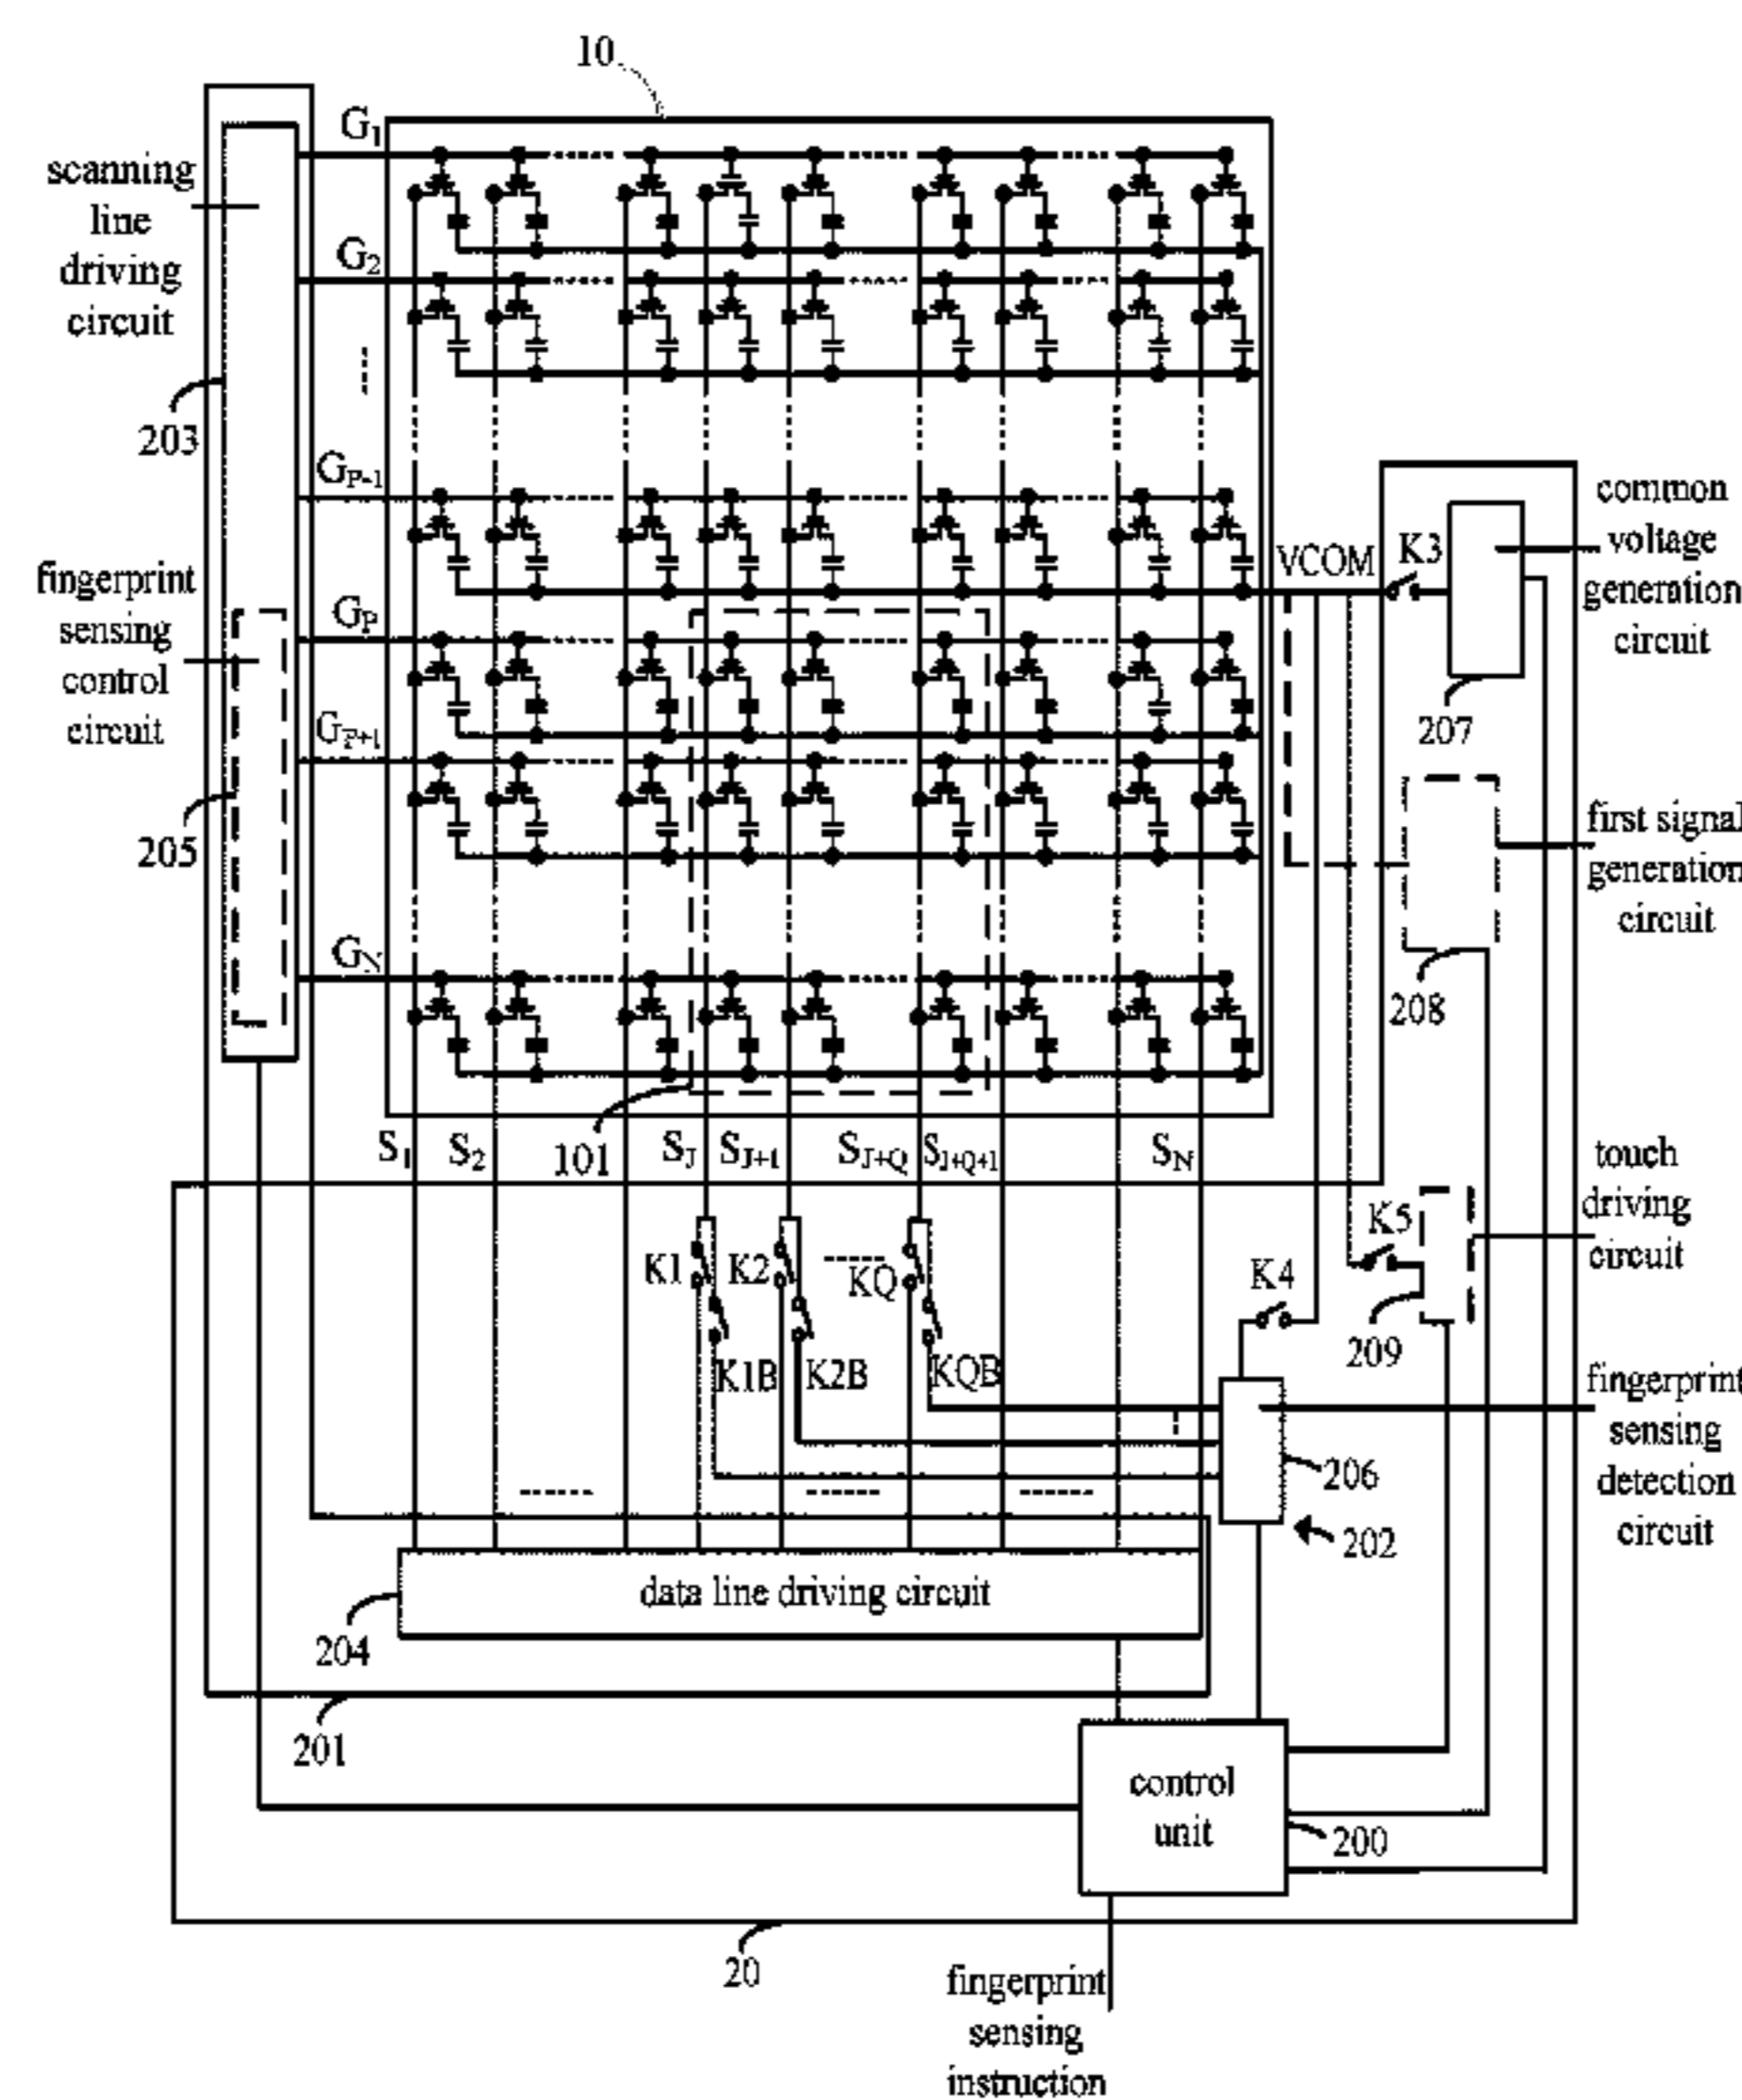 10
G1
scanning
line
driving
circuit
G2
203
GP-1
common
voltage
generation
circuit
VCOM
K3
fingerprint
sensing
control
circuit
GP
207
GP+1
205
first signal
generation
circuit
GN
208
S1
S2
101
SJ
SJ+1
SJ+Q
SJ+Q+1
SN
touch
driving
circuit
K5
K1
K2
KQ
K4
209
K1B
K2B
KQB
fingerprint
sensing
detection
circuit
206
202
data line driving circuit
204
201
control
unit
200
20
fingerprint
sensing
instruction